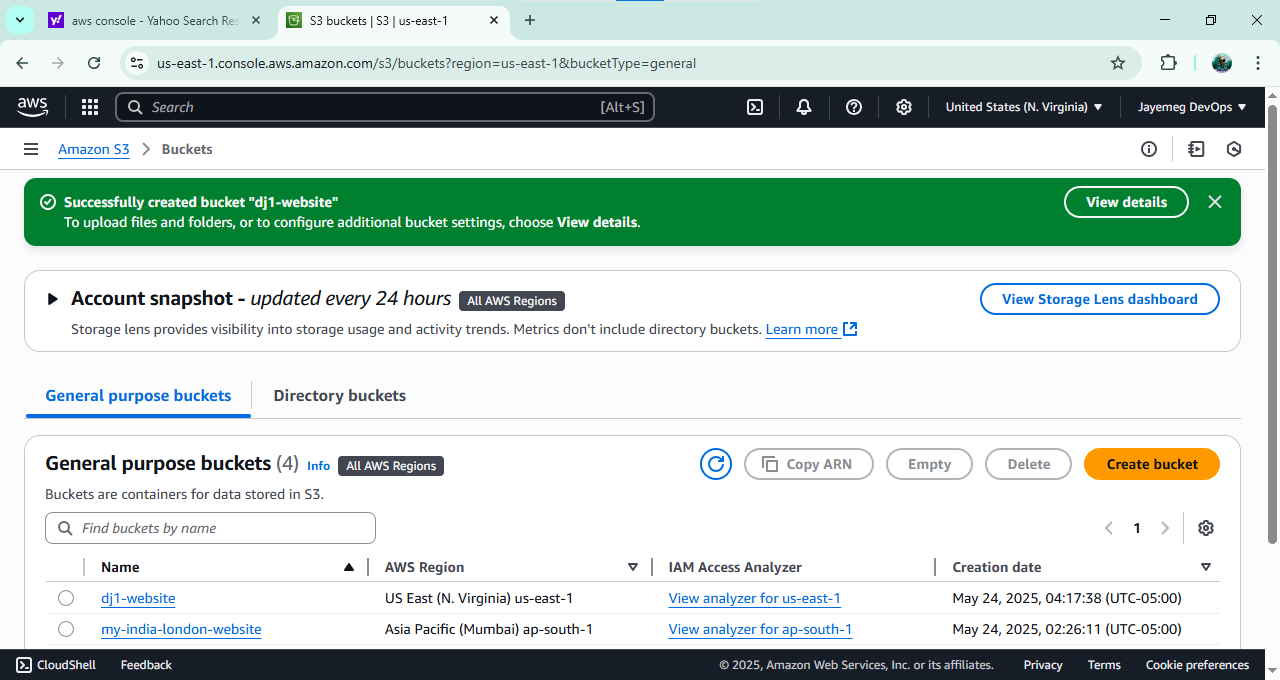 aws console - Yahoo Search Res
S3 buckets | S3 | us-east-1
us-east-1.console.aws.amazon.com/s3/buckets?region=us-east-1&bucketType=general
aws
Search
[Alt+S]
United States (N. Virginia)
Jayemeg DevOps
Amazon S3
Buckets
Successfully created bucket "dj1-website"
To upload files and folders, or to configure additional bucket settings, choose View details.
View details
Account snapshot - updated every 24 hours All AWS Regions
View Storage Lens dashboard
Storage lens provides visibility into storage usage and activity trends. Metrics don't include directory buckets. Learn more
General purpose buckets
Directory buckets
General purpose buckets (4) Info All AWS Regions
Copy ARN
Empty
Delete
Create bucket
Buckets are containers for data stored in S3.
Find buckets by name
1
Name
AWS Region
IAM Access Analyzer
Creation date
dj1-website
US East (N. Virginia) us-east-1
View analyzer for us-east-1
May 24, 2025, 04:17:38 (UTC-05:00)
my-india-london-website
Asia Pacific (Mumbai) ap-south-1
View analyzer for ap-south-1
May 24, 2025, 02:26:11 (UTC-05:00)
CloudShell
Feedback
© 2025, Amazon Web Services, Inc. or its affiliates.
Privacy
Terms
Cookie preferences